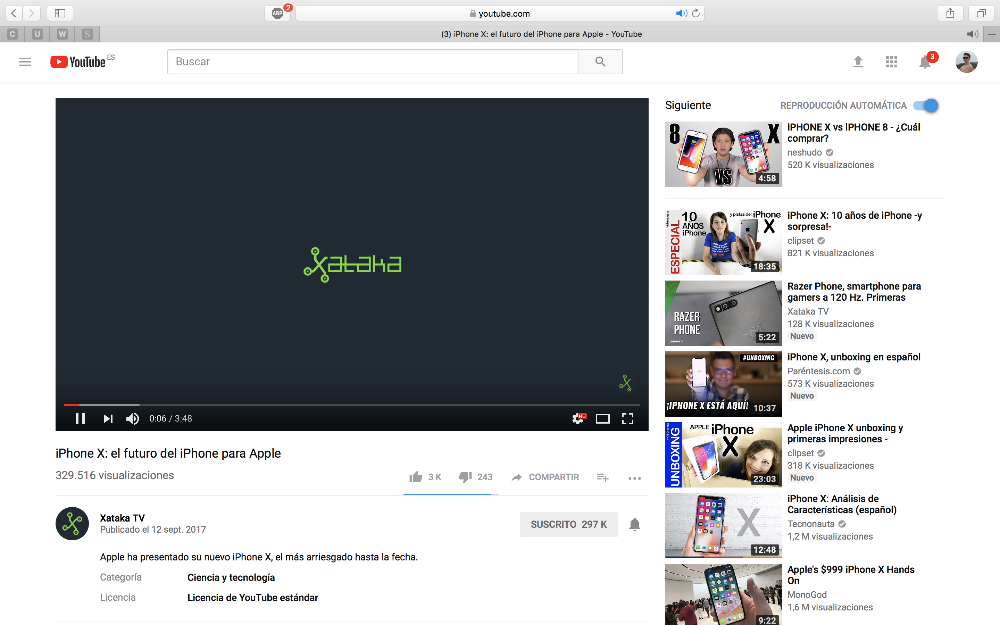 ABP
2
youtube.com
C
U
W
S
(3) iPhone X: el futuro del iPhone para Apple - YouTube
YouTube ES
Buscar
3
xataka
0:06 / 3:48
HD
iPhone X: el futuro del iPhone para Apple
329.516 visualizaciones
3 K
243
COMPARTIR
Xataka TV
Publicado el 12 sept. 2017
SUSCRITO 297 K
Apple ha presentado su nuevo iPhone X, el más arriesgado hasta la fecha.
Categoría
Ciencia y tecnología
Licencia
Licencia de YouTube estándar
Siguiente
REPRODUCCIÓN AUTOMÁTICA
8
X
VS
4:58
iPHONE X vs iPHONE 8 - ¿Cuál
comprar?
neshudo
520 K visualizaciones
videorama
ESPECIAL
10
AÑOS
iPhone
y pistas del iPhone
X
18:35
iPhone X: 10 años de iPhone -y
sorpresa!-
clipset
821 K visualizaciones
RAZER
PHONE
xatakaTV
5:22
Razer Phone, smartphone para
gamers a 120 Hz. Primeras
Xataka TV
128 K visualizaciones
Nuevo
#UNBOXING
Hello
¡IPHONE X ESTÁ AQUÍ!
10:37
iPhone X, unboxing en español
Paréntesis.com
573 K visualizaciones
Nuevo
videorama
UNBOXING
APPLE iPhone
X
9:41
23:03
Apple iPhone X unboxing y
primeras impresiones -
clipset
318 K visualizaciones
Nuevo
X
12:48
iPhone X: Análisis de
Características (español)
Tecnonauta
1,2 M visualizaciones
9:22
Apple's $999 iPhone X Hands
On
MonoGod
1,6 M visualizaciones